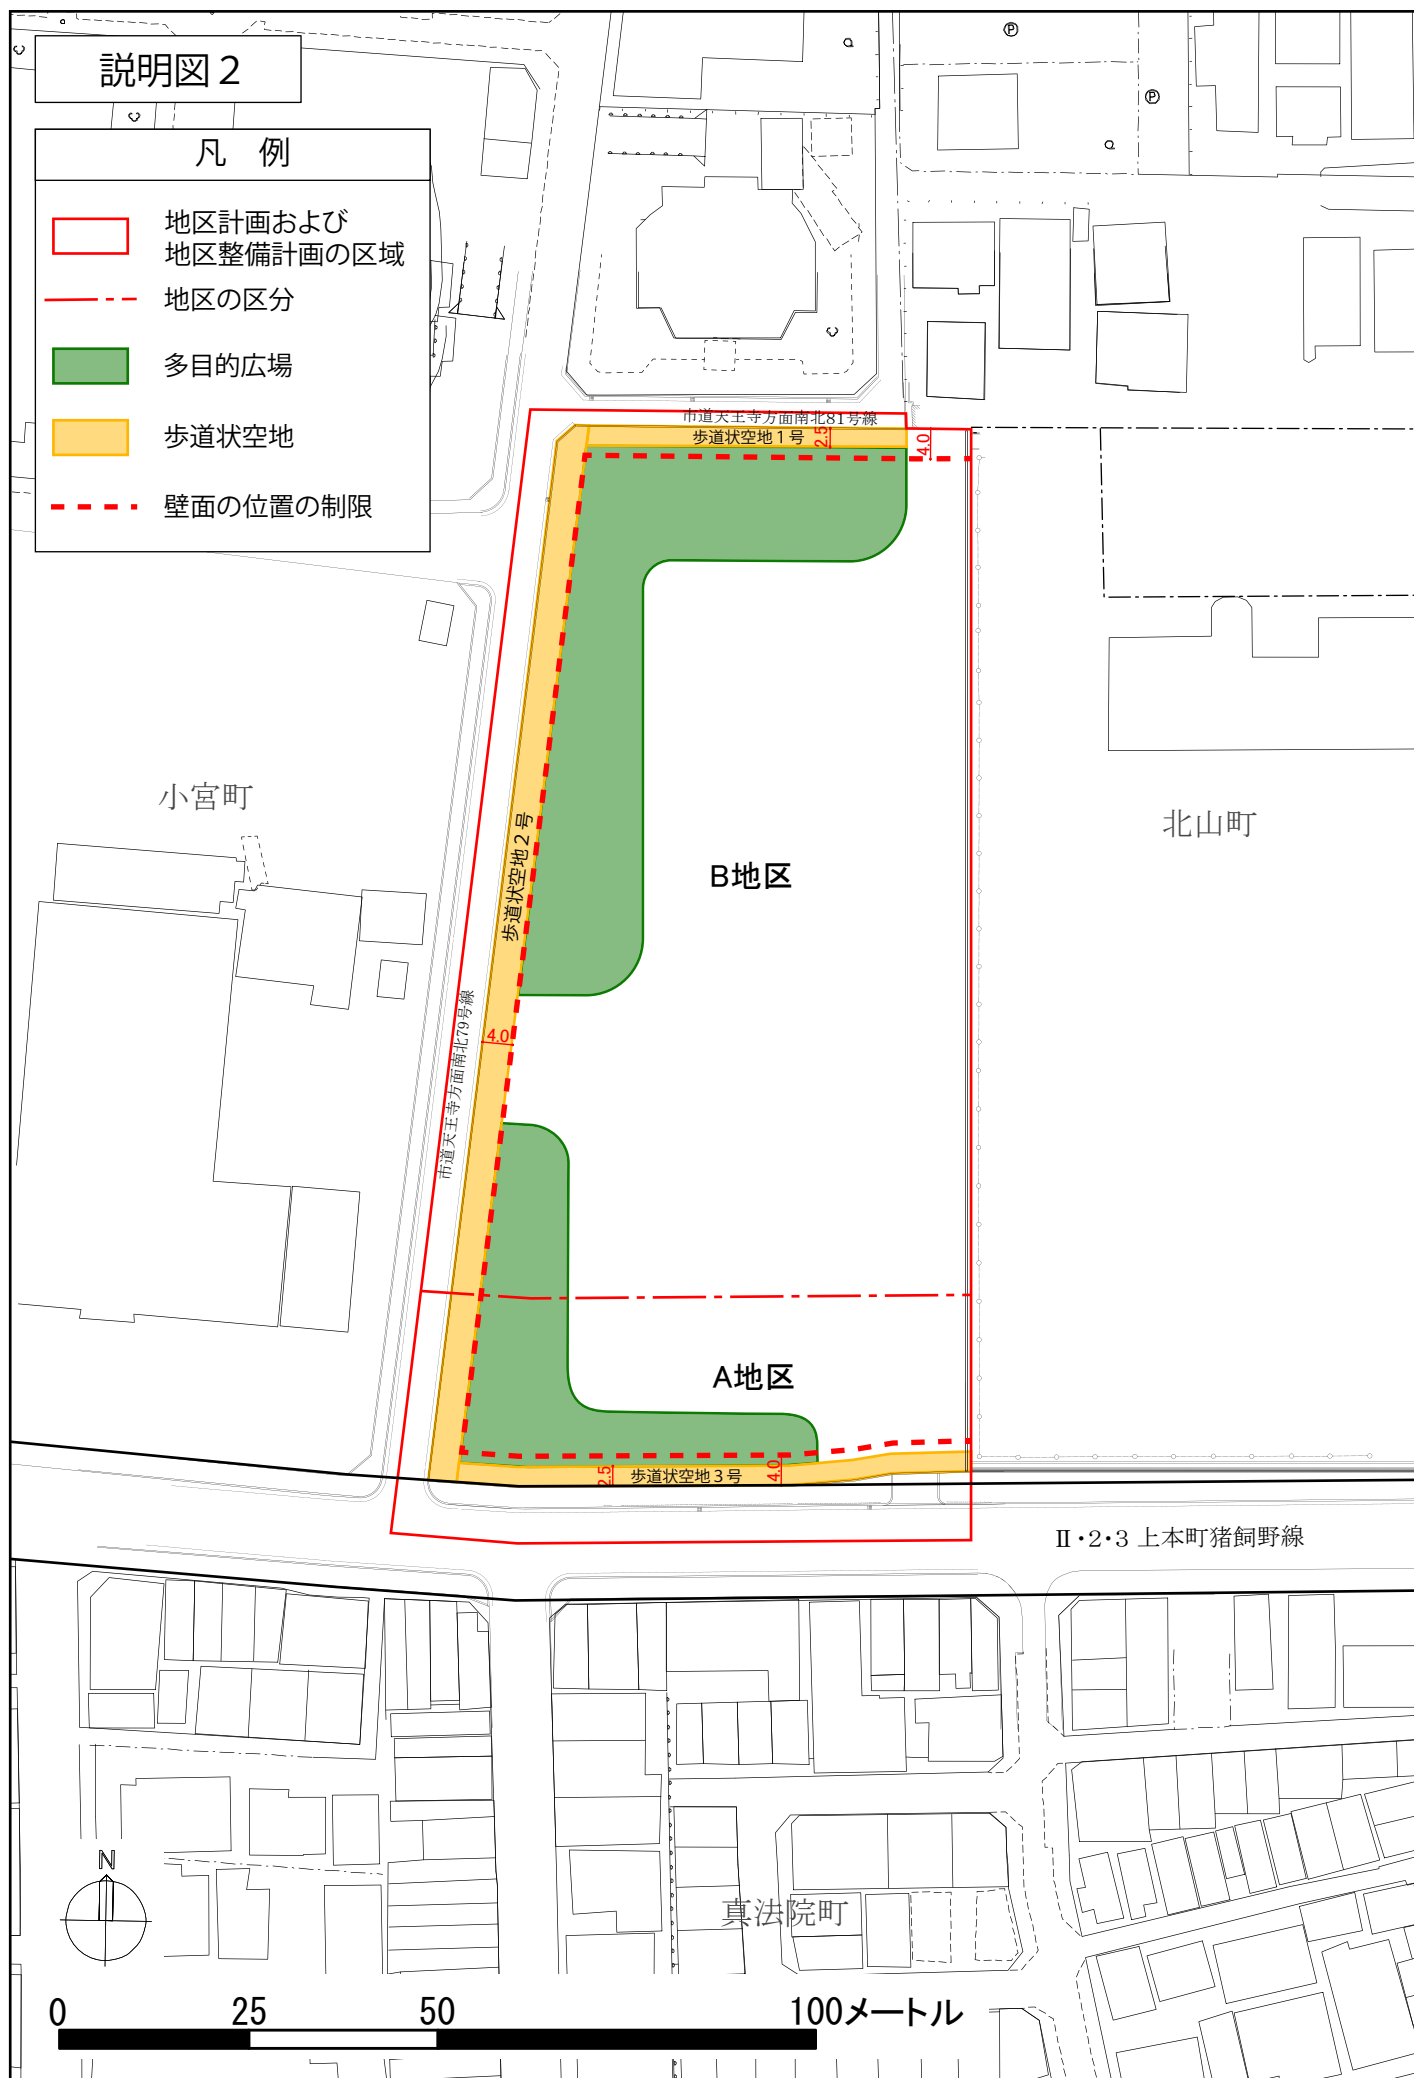 説明図２
凡　例
地区計画および
地区整備計画の区域
地区の区分
多目的広場
歩道状空地
壁面の位置の制限
Ⓟ
Ⓟ
市道天王寺方面南北81号線
歩道状空地１号
2.5
4.0
小宮町
北山町
歩道状空地２号
B地区
4.0
市道天王寺方面南北79号線
A地区
2.5
歩道状空地３号
4.0
Ⅱ・2・3 上本町猪飼野線
N
真法院町
0 25 50 100メートル